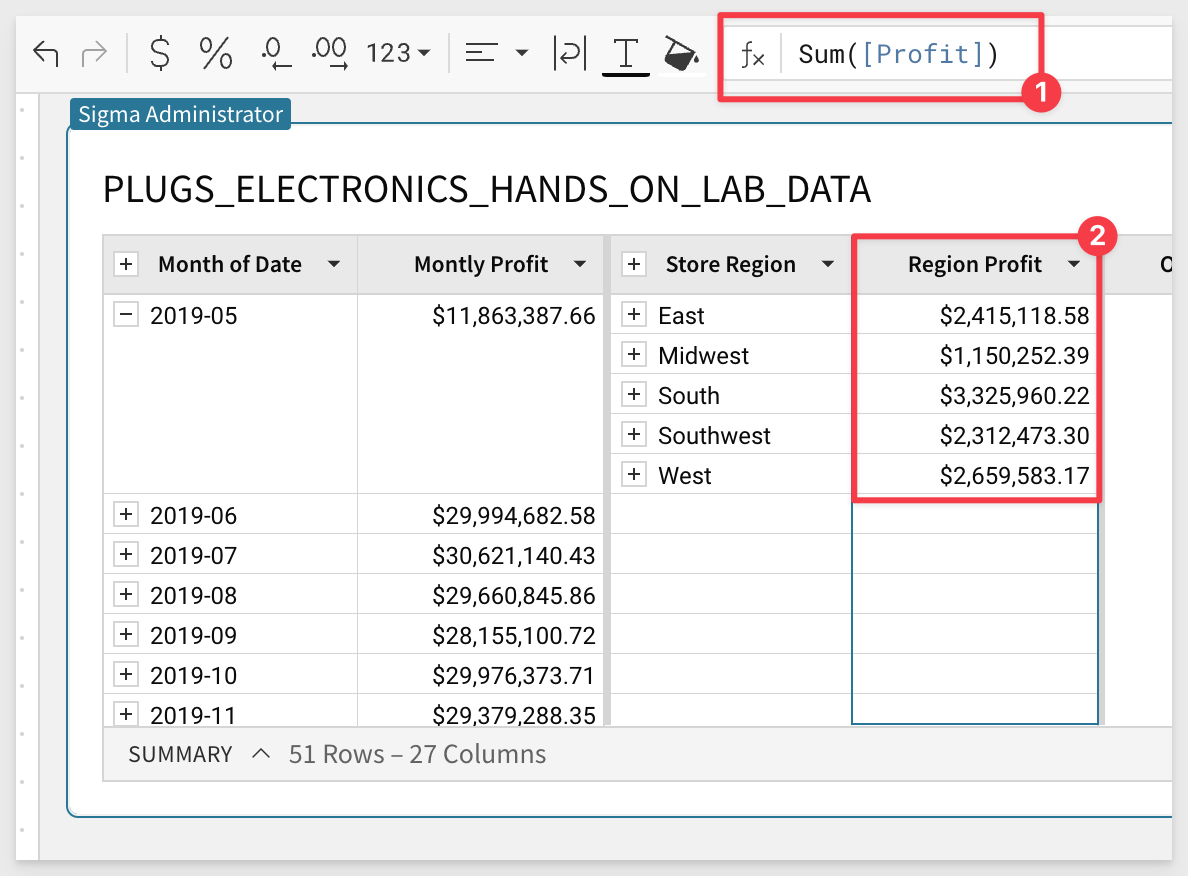 $ % .0 .00 123 T fx Sum([Profit])
1
Sigma Administrator
PLUGS_ELECTRONICS_HANDS_ON_LAB_DATA
2
Month of Date Montly Profit Store Region Region Profit
2019-05 $11,863,387.66 East $2,415,118.58
Midwest $1,150,252.39
South $3,325,960.22
Southwest $2,312,473.30
West $2,659,583.17
2019-06 $29,994,682.58
2019-07 $30,621,140.43
2019-08 $29,660,845.86
2019-09 $28,155,100.72
2019-10 $29,976,373.71
2019-11 $29,379,288.35
SUMMARY 51 Rows – 27 Columns